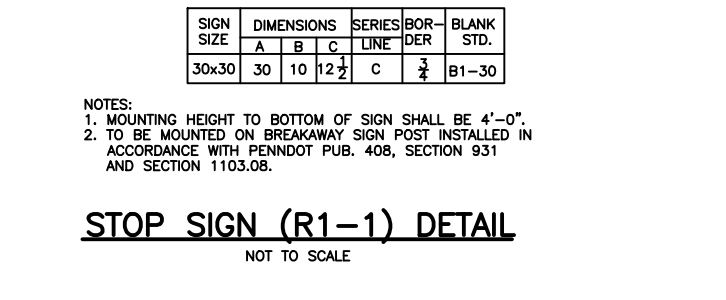 SIGN SIZE DIMENSIONS SERIES BOR- DER BLANK STD.
A B C LINE
30x30 30 10 12 1/2 C 3/4 B1-30
NOTES:
1. MOUNTING HEIGHT TO BOTTOM OF SIGN SHALL BE 4'-0".
2. TO BE MOUNTED ON BREAKAWAY SIGN POST INSTALLED IN
ACCORDANCE WITH PENNDOT PUB. 408, SECTION 931
AND SECTION 1103.08.
STOP SIGN (R1-1) DETAIL
NOT TO SCALE